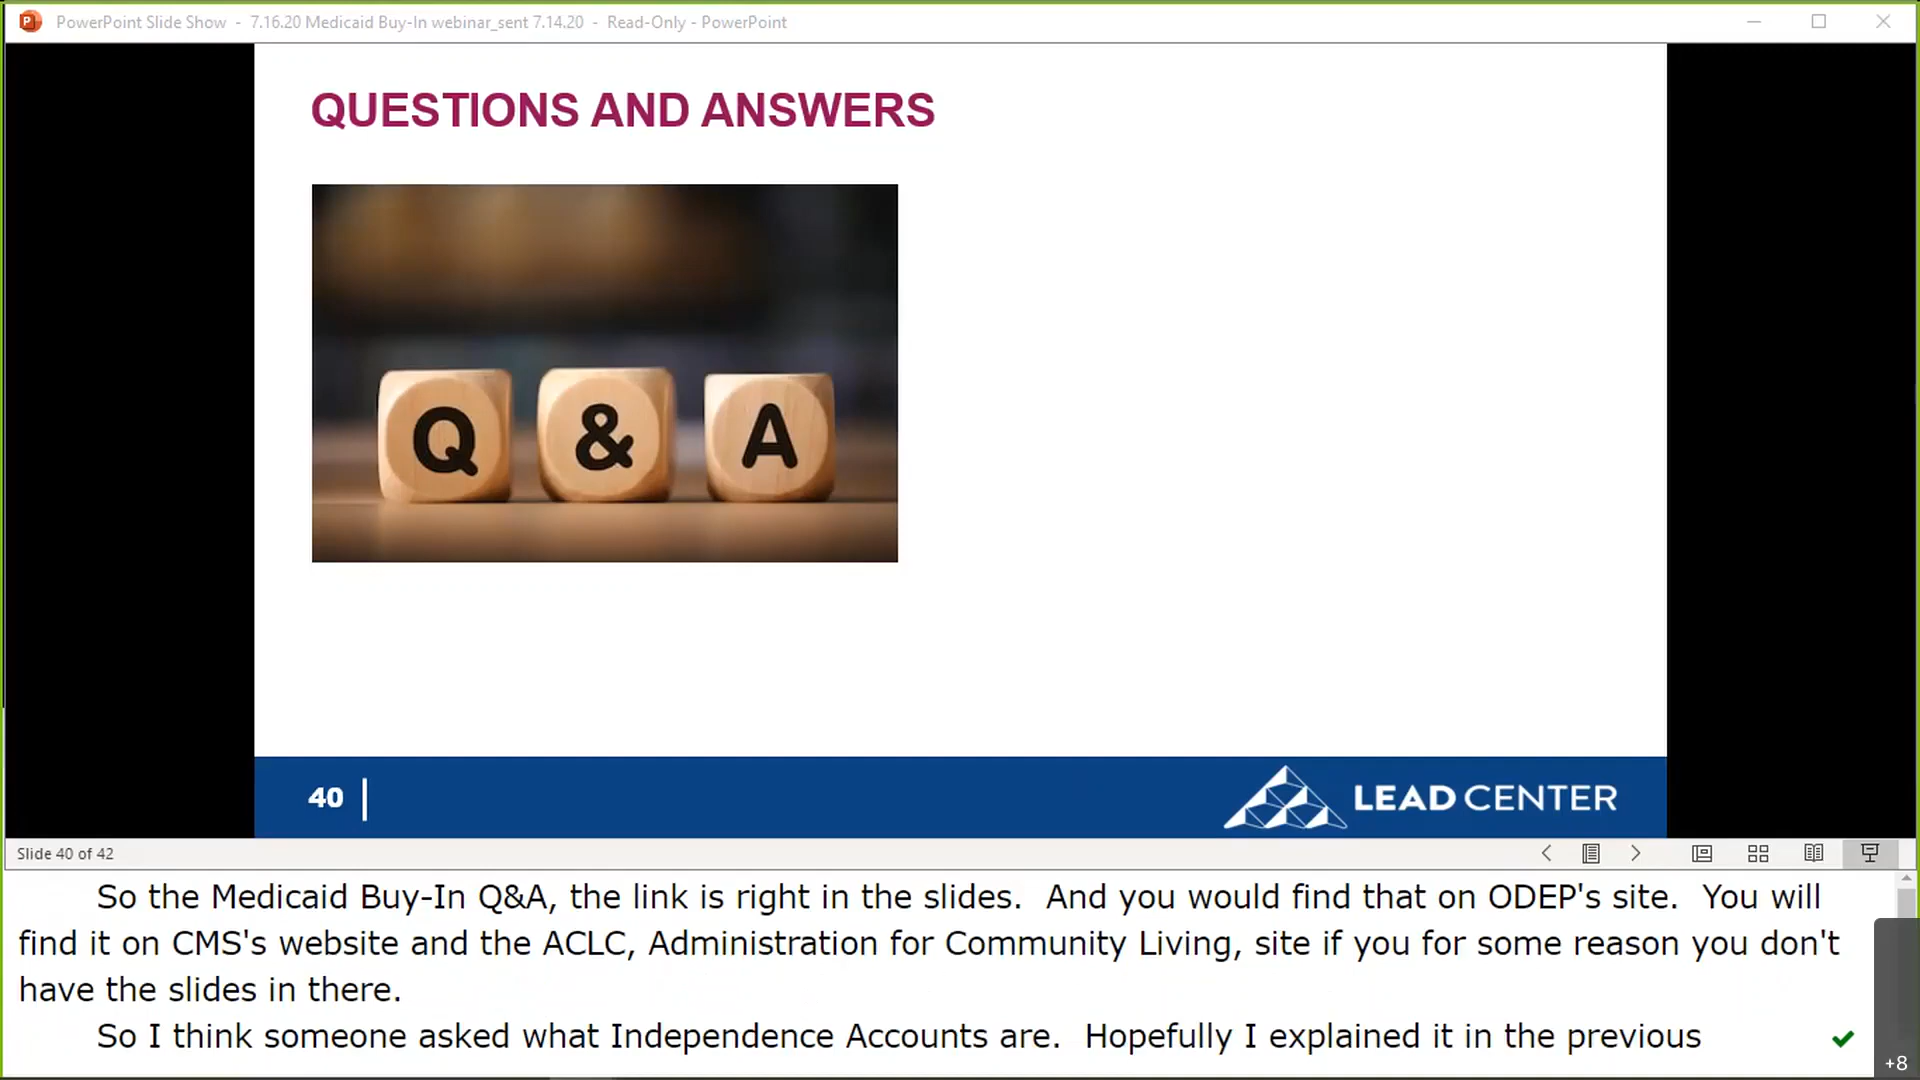 PowerPoint Slide Show - 7.16.20 Medicaid Buy-In webinar_sent 7.14.20 - Read-Only - PowerPoint
QUESTIONS AND ANSWERS
Q & A
40
LEAD CENTER
Slide 40 of 42
So the Medicaid Buy-In Q&A, the link is right in the slides. And you would find that on ODEP's site. You will
find it on CMS's website and the ACLC, Administration for Community Living, site if you for some reason you don't
have the slides in there.
So I think someone asked what Independence Accounts are. Hopefully I explained it in the previous
+8